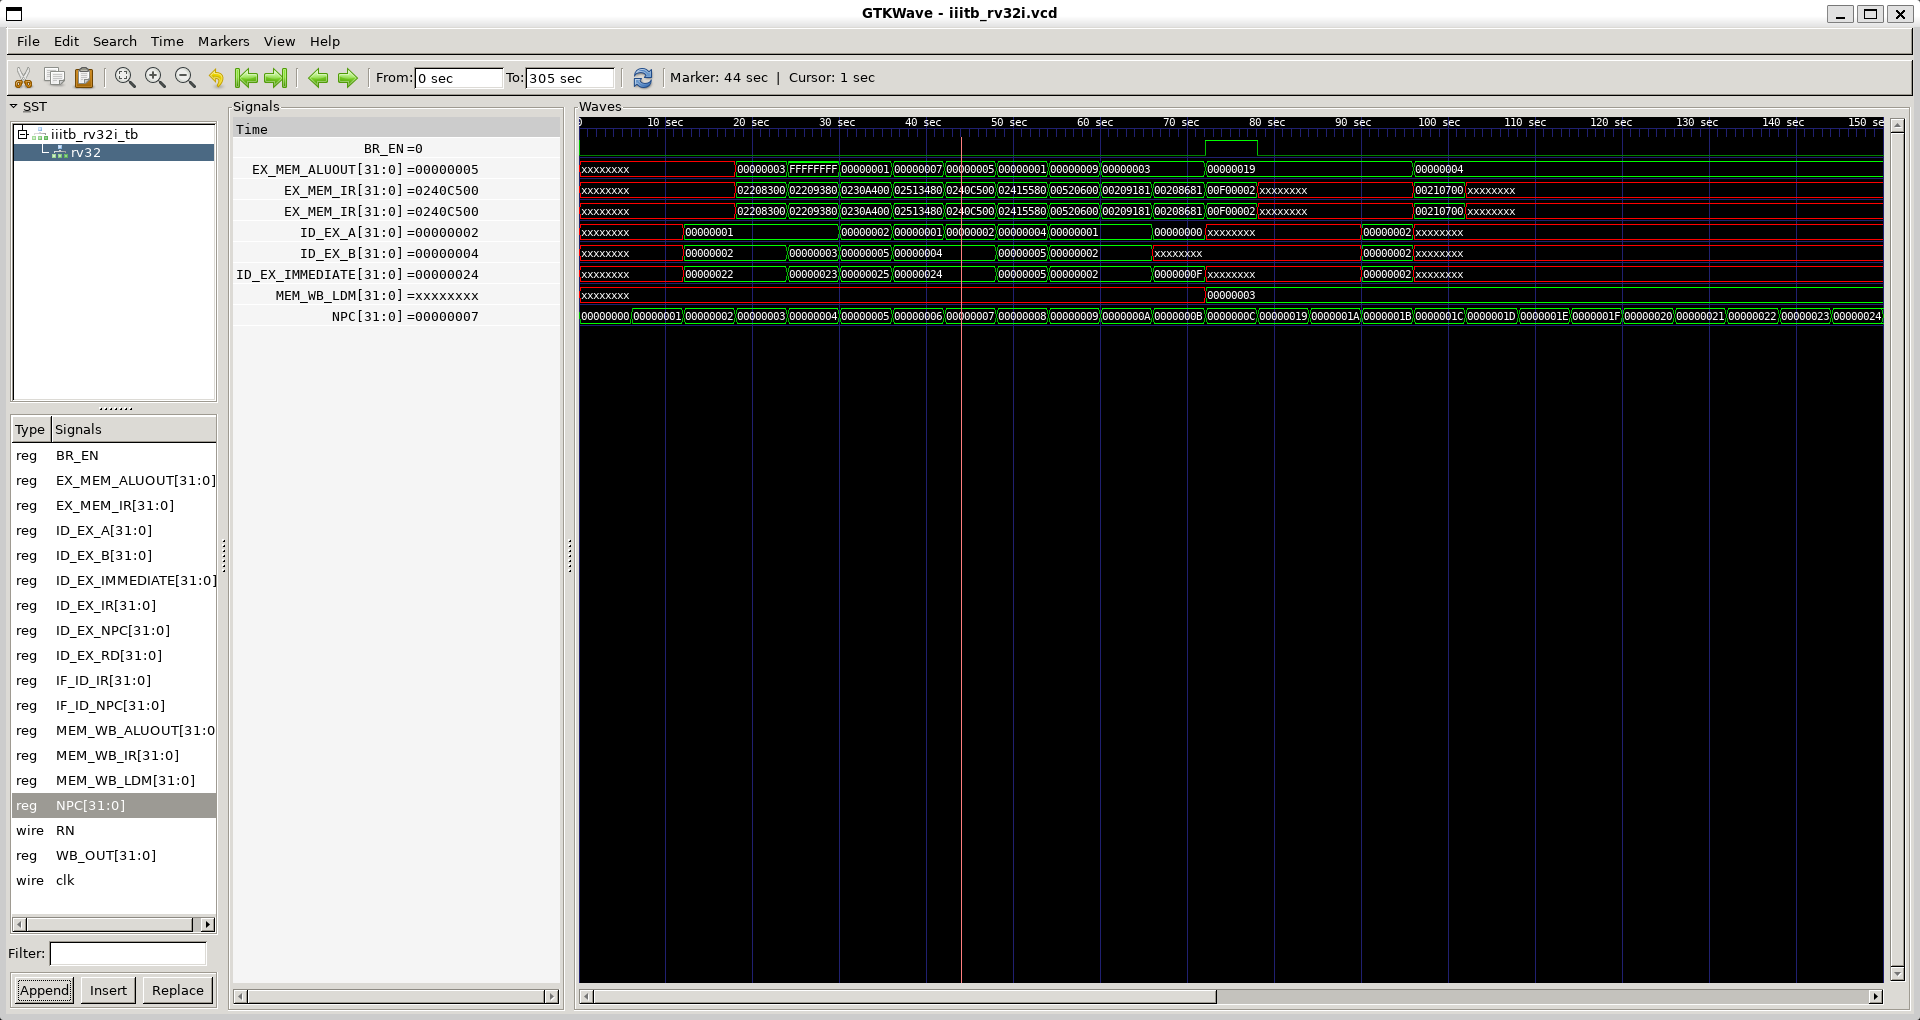 GTKWave - iiitb_rv32i.vcd
File Edit Search Time Markers View Help
From: 0 sec To: 305 sec Marker: 44 sec | Cursor: 1 sec
SST
iiitb_rv32i_tb
rv32
Type Signals
reg BR_EN
reg EX_MEM_ALUOUT[31:0]
reg EX_MEM_IR[31:0]
reg ID_EX_A[31:0]
reg ID_EX_B[31:0]
reg ID_EX_IMMEDIATE[31:0]
reg ID_EX_IR[31:0]
reg ID_EX_NPC[31:0]
reg ID_EX_RD[31:0]
reg IF_ID_IR[31:0]
reg IF_ID_NPC[31:0]
reg MEM_WB_ALUOUT[31:0
reg MEM_WB_IR[31:0]
reg MEM_WB_LDM[31:0]
reg NPC[31:0]
wire RN
reg WB_OUT[31:0]
wire clk
Filter:
Append Insert Replace
Signals
Time
BR_EN =0
EX_MEM_ALUOUT[31:0] =00000005
EX_MEM_IR[31:0] =0240C500
EX_MEM_IR[31:0] =0240C500
ID_EX_A[31:0] =00000002
ID_EX_B[31:0] =00000004
ID_EX_IMMEDIATE[31:0] =00000024
MEM_WB_LDM[31:0] =xxxxxxxx
NPC[31:0] =00000007
Waves
0 10 sec 20 sec 30 sec 40 sec 50 sec 60 sec 70 sec 80 sec 90 sec 100 sec 110 sec 120 sec 130 sec 140 sec 150 se
xxxxxxxx 00000003 FFFFFFFF 00000001 00000007 00000005 00000001 00000009 00000003 00000019 00000004
xxxxxxxx 02208300 02209380 0230A400 02513480 0240C500 02415580 00520600 00209181 00208681 00F00002 xxxxxxxx 00210700 xxxxxxxx
xxxxxxxx 02208300 02209380 0230A400 02513480 0240C500 02415580 00520600 00209181 00208681 00F00002 xxxxxxxx 00210700 xxxxxxxx
xxxxxxxx 00000001 00000002 00000001 00000002 00000004 00000001 00000000 xxxxxxxx 00000002 xxxxxxxx
xxxxxxxx 00000002 00000003 00000005 00000004 00000005 00000002 xxxxxxxx 00000002 xxxxxxxx
xxxxxxxx 00000022 00000023 00000025 00000024 00000005 00000002 0000000F xxxxxxxx 00000002 xxxxxxxx
xxxxxxxx 00000003
00000000 00000001 00000002 00000003 00000004 00000005 00000006 00000007 00000008 00000009 0000000A 0000000B 0000000C 00000019 0000001A 0000001B 0000001C 0000001D 0000001E 0000001F 00000020 00000021 00000022 00000023 00000024